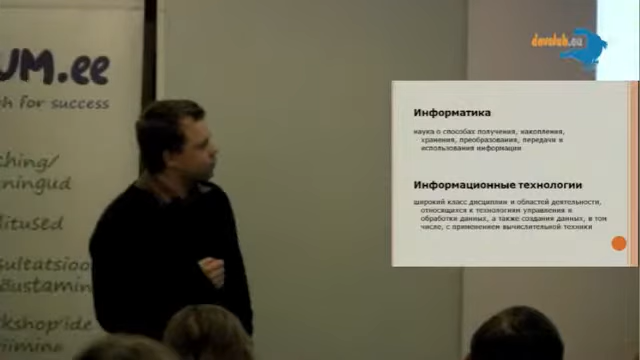 UM.ee
h for success
ching/
ningud
litused
sultatsioo
Bustamin
kshop'ide
iimine
devclub.eu
Информатика
наука о способах получения, накопления,
хранения, преобразования, передачи и
использования информации
Информационные технологии
широкий класс дисциплин и областей деятельности,
относящихся к технологиям управления и
обработки данных, а также создания данных, в том
числе, с применением вычислительной техники